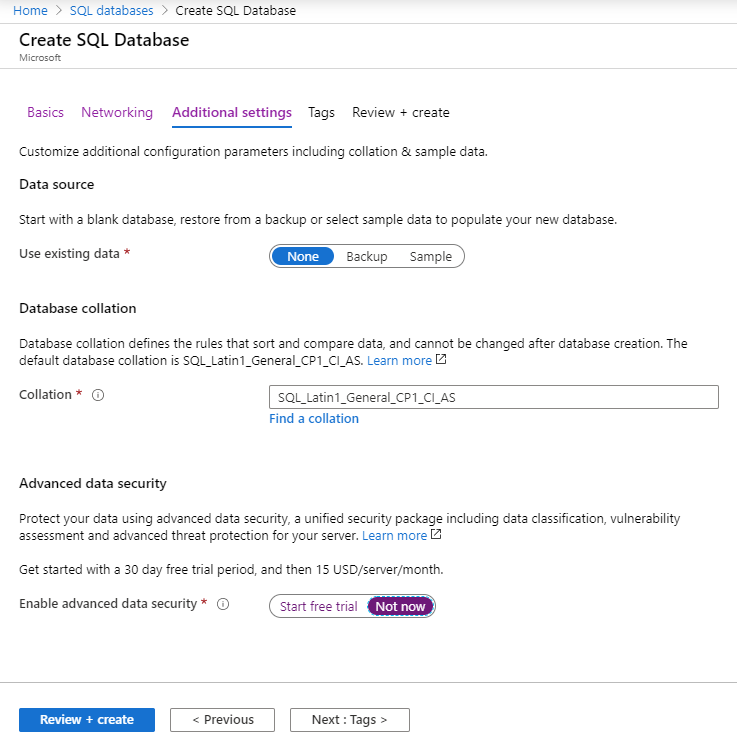 Home > SQL databases > Create SQL Database
Create SQL Database
Microsoft
Basics Networking Additional settings Tags Review + create
Customize additional configuration parameters including collation & sample data.
Data source
Start with a blank database, restore from a backup or select sample data to populate your new database.
Use existing data * None Backup Sample
Database collation
Database collation defines the rules that sort and compare data, and cannot be changed after database creation. The
default database collation is SQL_Latin1_General_CP1_CI_AS. Learn more
Collation * SQL_Latin1_General_CP1_CI_AS
Find a collation
Advanced data security
Protect your data using advanced data security, a unified security package including data classification, vulnerability
assessment and advanced threat protection for your server. Learn more
Get started with a 30 day free trial period, and then 15 USD/server/month.
Enable advanced data security * Start free trial Not now
Review + create < Previous Next : Tags >